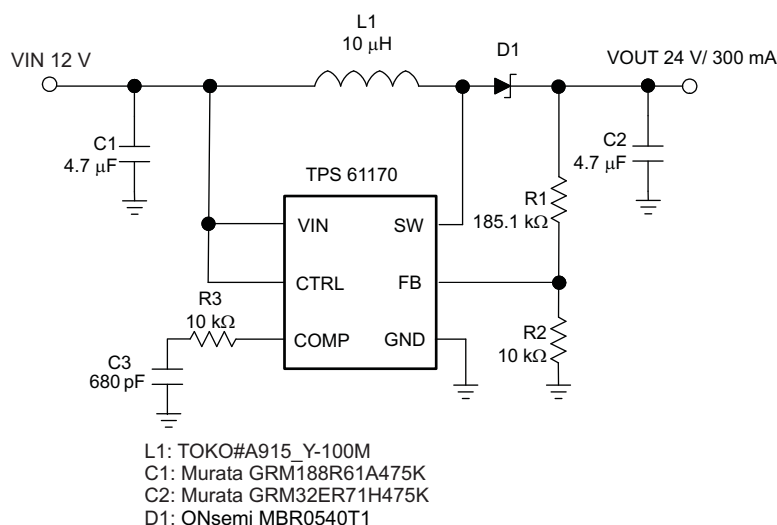 L1
10 μH
D1
VIN 12 V
VOUT 24 V/ 300 mA
C1
4.7 μF
C2
4.7 μF
TPS 61170
R1
185.1 kΩ
VIN
SW
CTRL
FB
R3
10 kΩ
COMP
GND
R2
10 kΩ
C3
680 pF
L1: TOKO#A915_Y-100M
C1: Murata GRM188R61A475K
C2: Murata GRM32ER71H475K
D1: ONsemi MBR0540T1